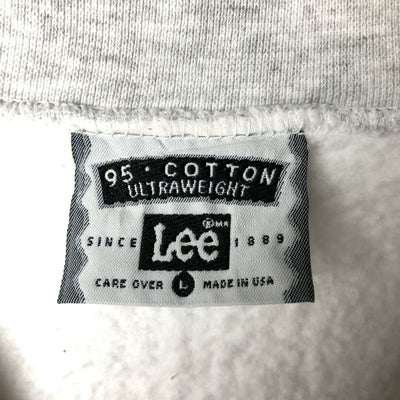 95 · COTTON
ULTRAWEIGHT
®MR
SINCE Lee 1889
CARE OVER L MADE IN USA